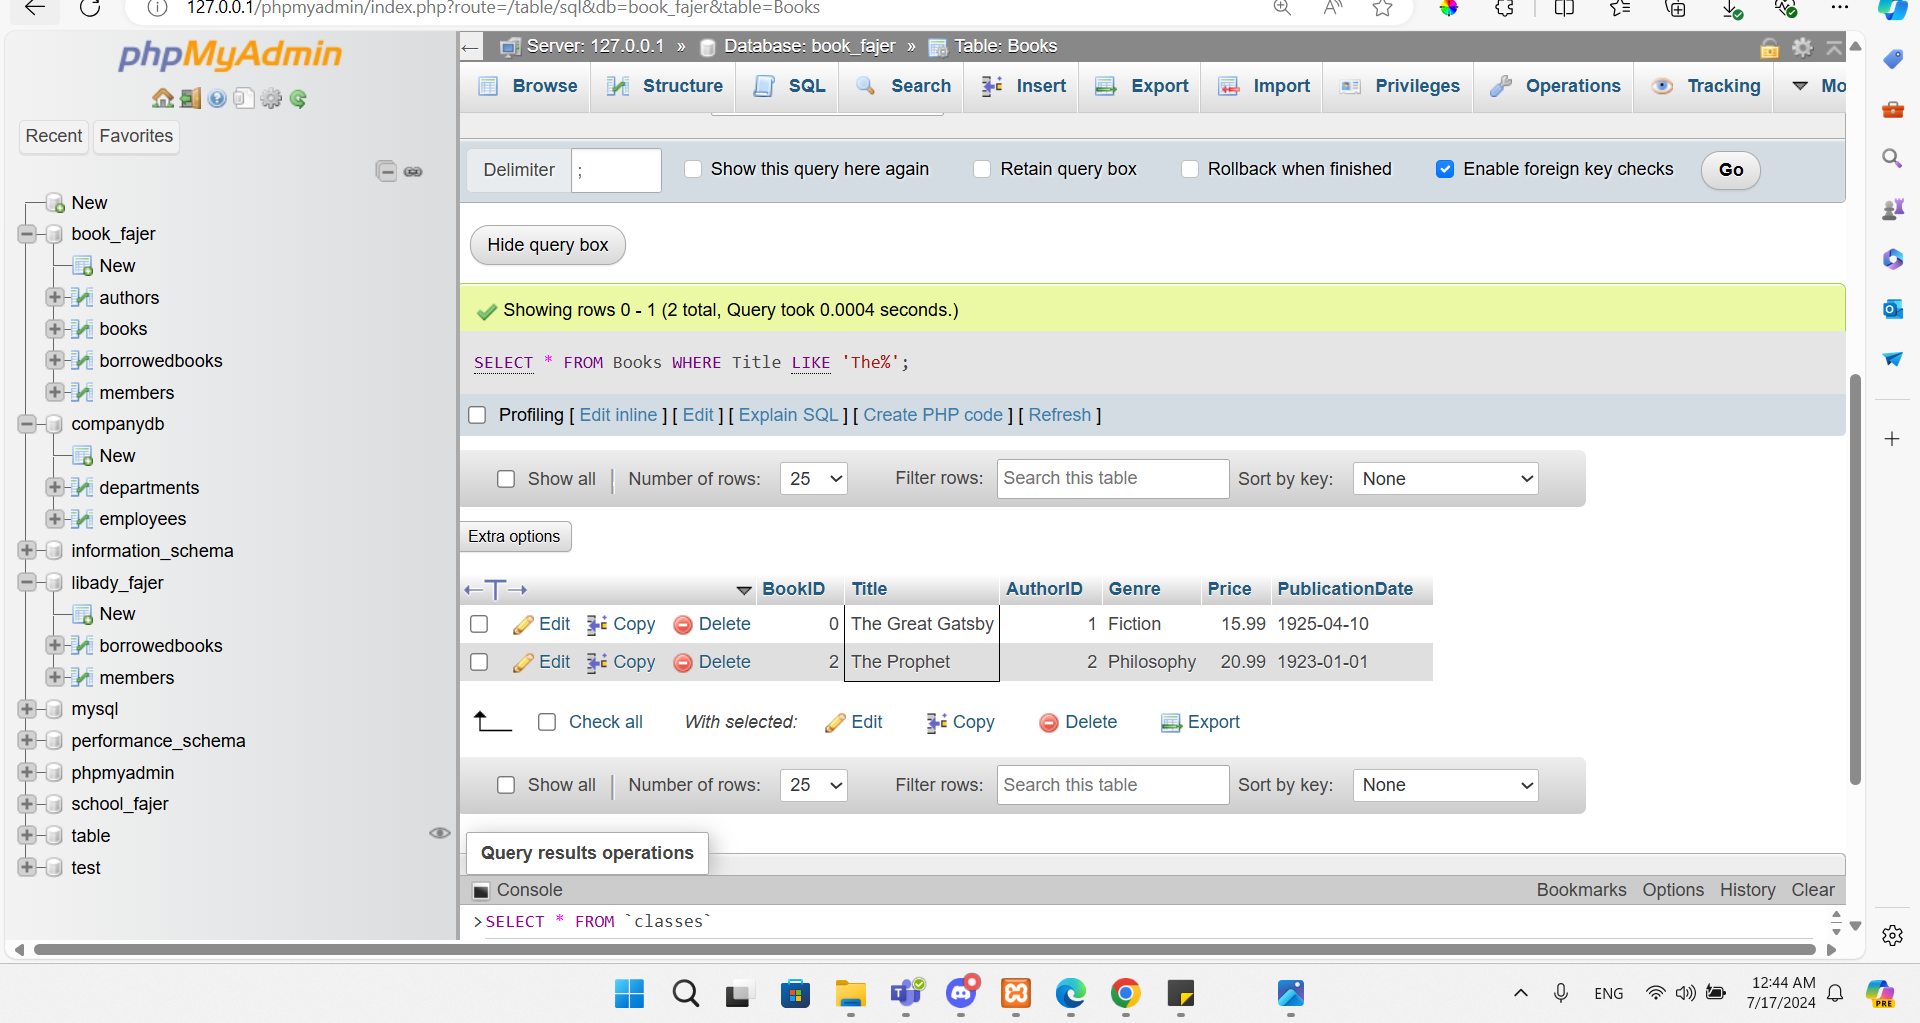 127.0.0.1/phpmyadmin/index.php?route=/table/sql&db=book_fajer&table=Books
phpMyAdmin
Recent
Favorites
New
book_fajer
New
authors
books
borrowedbooks
members
companydb
New
departments
employees
information_schema
libady_fajer
New
borrowedbooks
members
mysql
performance_schema
phpmyadmin
school_fajer
table
test
Server: 127.0.0.1 » Database: book_fajer » Table: Books
Browse Structure SQL Search Insert Export Import Privileges Operations Tracking Mo
Delimiter ; Show this query here again Retain query box Rollback when finished Enable foreign key checks Go
Hide query box
Showing rows 0 - 1 (2 total, Query took 0.0004 seconds.)
SELECT * FROM Books WHERE Title LIKE 'The%';
Profiling [ Edit inline ] [ Edit ] [ Explain SQL ] [ Create PHP code ] [ Refresh ]
Show all Number of rows: 25 Filter rows: Search this table Sort by key: None
Extra options
BookID Title AuthorID Genre Price PublicationDate
Edit Copy Delete 0 The Great Gatsby 1 Fiction 15.99 1925-04-10
Edit Copy Delete 2 The Prophet 2 Philosophy 20.99 1923-01-01
Check all With selected: Edit Copy Delete Export
Show all Number of rows: 25 Filter rows: Search this table Sort by key: None
Query results operations
Console Bookmarks Options History Clear
>SELECT * FROM `classes`
ENG
12:44 AM
7/17/2024
PRE